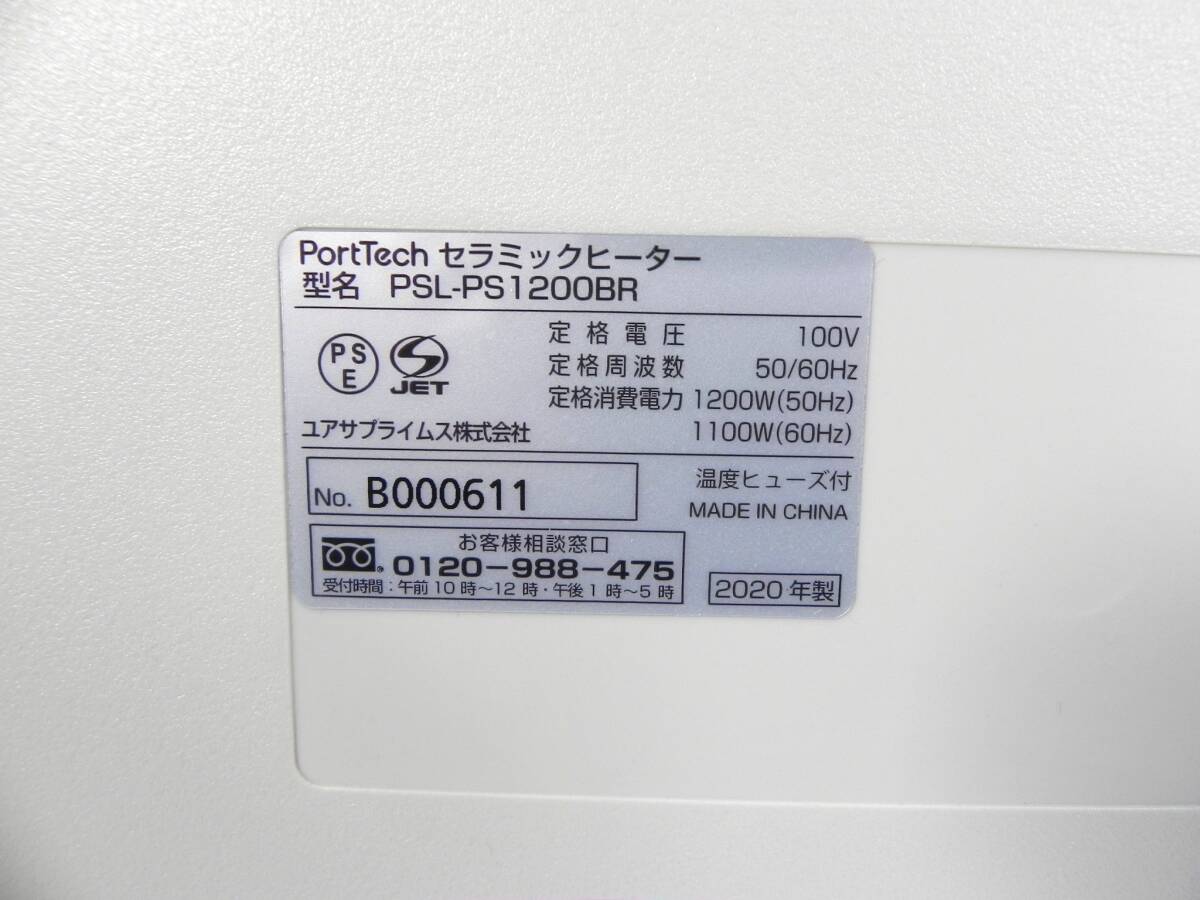 PortTech セラミックヒーター
型名 PSL-PS1200BR
PSE
JET
定格電圧 100V
定格周波数 50/60Hz
定格消費電力 1200W(50Hz)
1100W(60Hz)
ユアサプライムス株式会社
No. B000611
温度ヒューズ付
MADE IN CHINA
お客様相談窓口
0120-988-475
受付時間:午前10時〜12時・午後1時〜5時
2020年製